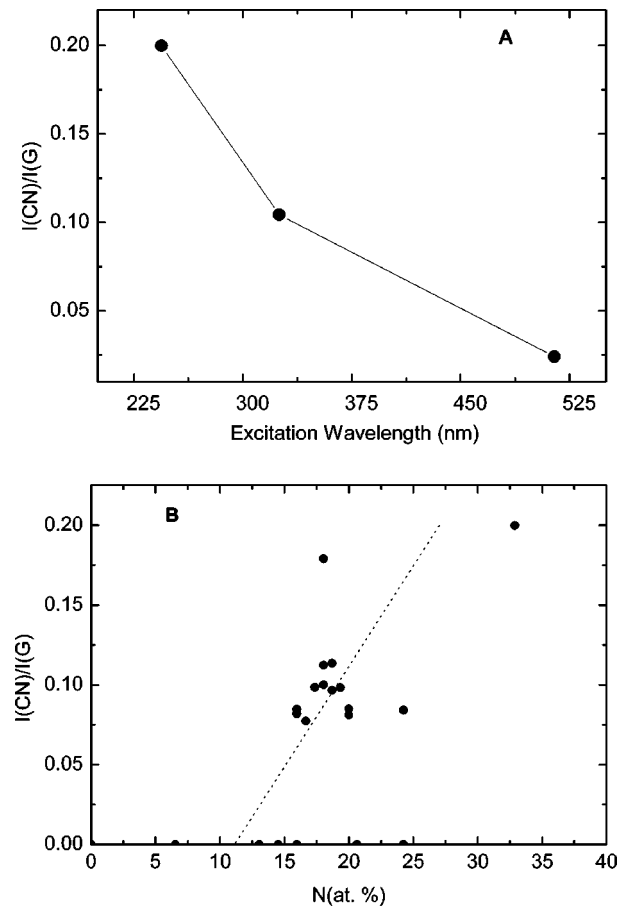 A
0.20
0.15
0.10
0.05
I(CN)/I(G)
225 300 375 450 525
Excitation Wavelength (nm)
B
0.20
0.15
0.10
0.05
0.00
I(CN)/I(G)
0 5 10 15 20 25 30 35 40
N(at. %)